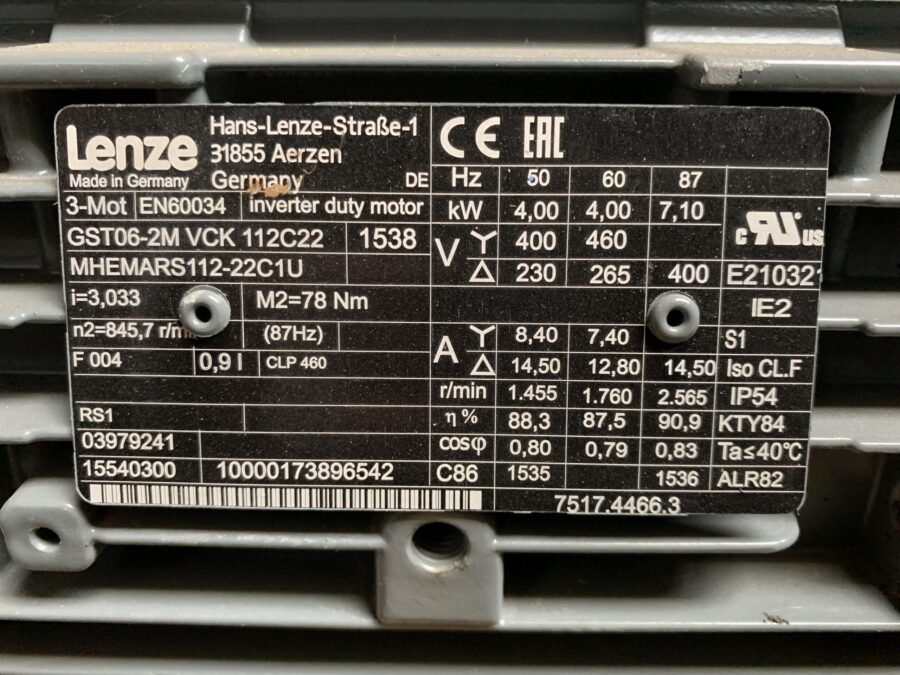 Lenze Hans-Lenze-Straße-1
31855 Aerzen
Made in Germany Germany DE
3-Mot EN60034 inverter duty motor
GST06-2M VCK 112C22 1538
MHEMARS112-22C1U
i=3,033 M2=78 Nm
n2=845,7 r/min (87Hz)
F 004 0,9 l CLP 460
RS1
03979241
15540300 10000173896542
CE EAC
Hz 50 60 87
kW 4,00 4,00 7,10
V Y 400 460
Δ 230 265 400
A Y 8,40 7,40
Δ 14,50 12,80 14,50
r/min 1.455 1.760 2.565
η % 88,3 87,5 90,9
cosφ 0,80 0,79 0,83
C86 1535 1536
c RU us
E210321
IE2
S1
Iso CL.F
IP54
KTY84
Ta≤40°C
ALR82
7517.4466.3